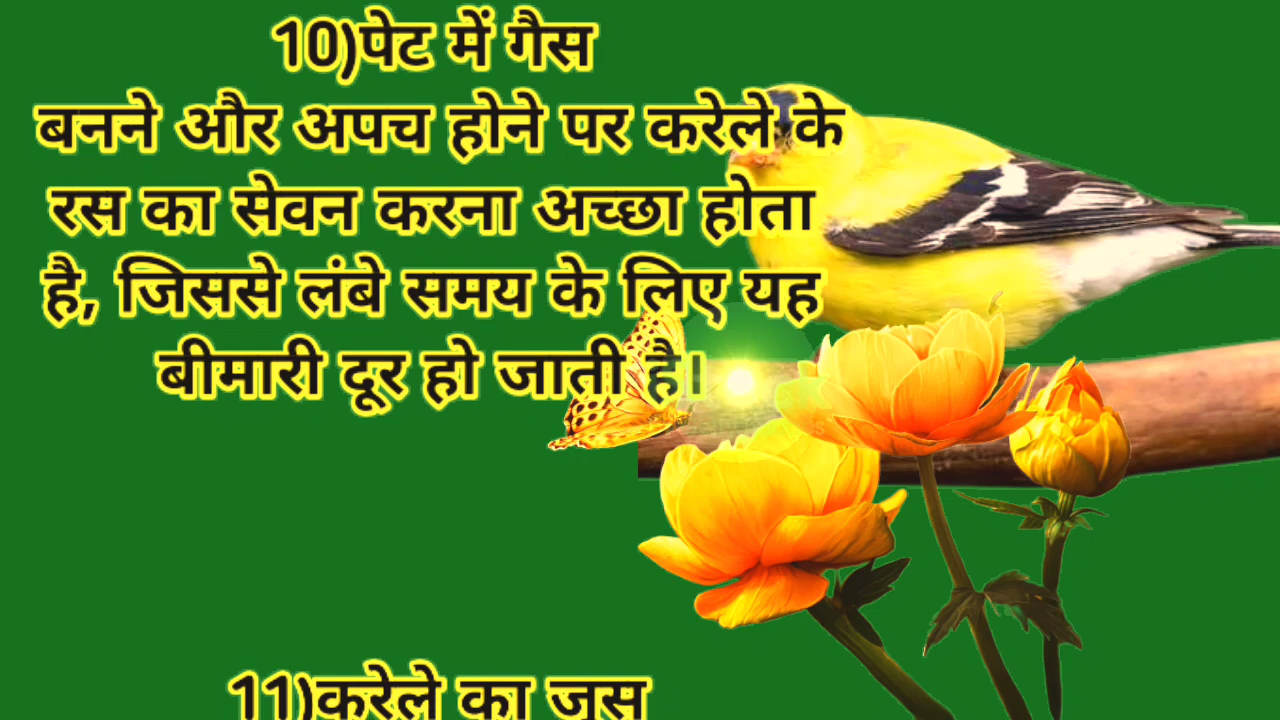 10)पेट में गैस
बनने और अपच होने पर करेले के
रस का सेवन करना अच्छा होता
है, जिससे लंबे समय के लिए यह
बीमारी दूर हो जाती है।
11)करेले का जूस